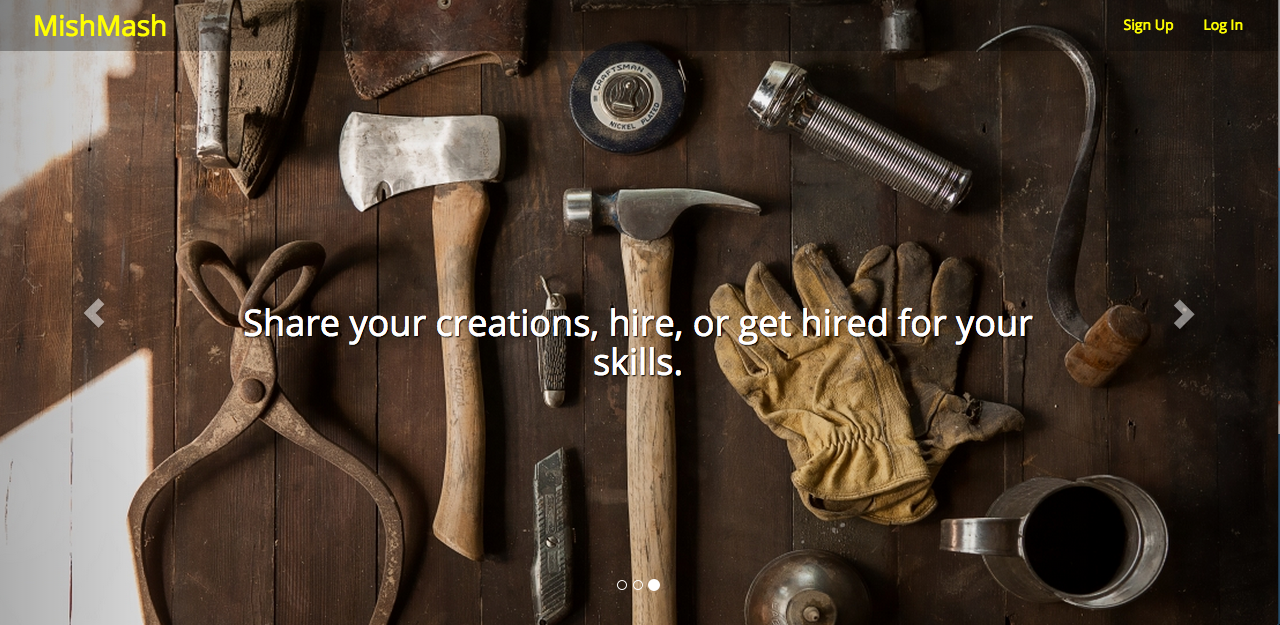 MishMash
Sign Up
Log In
CRAFTSMAN
NICKEL PLATED
Share your creations, hire, or get hired for your
skills.